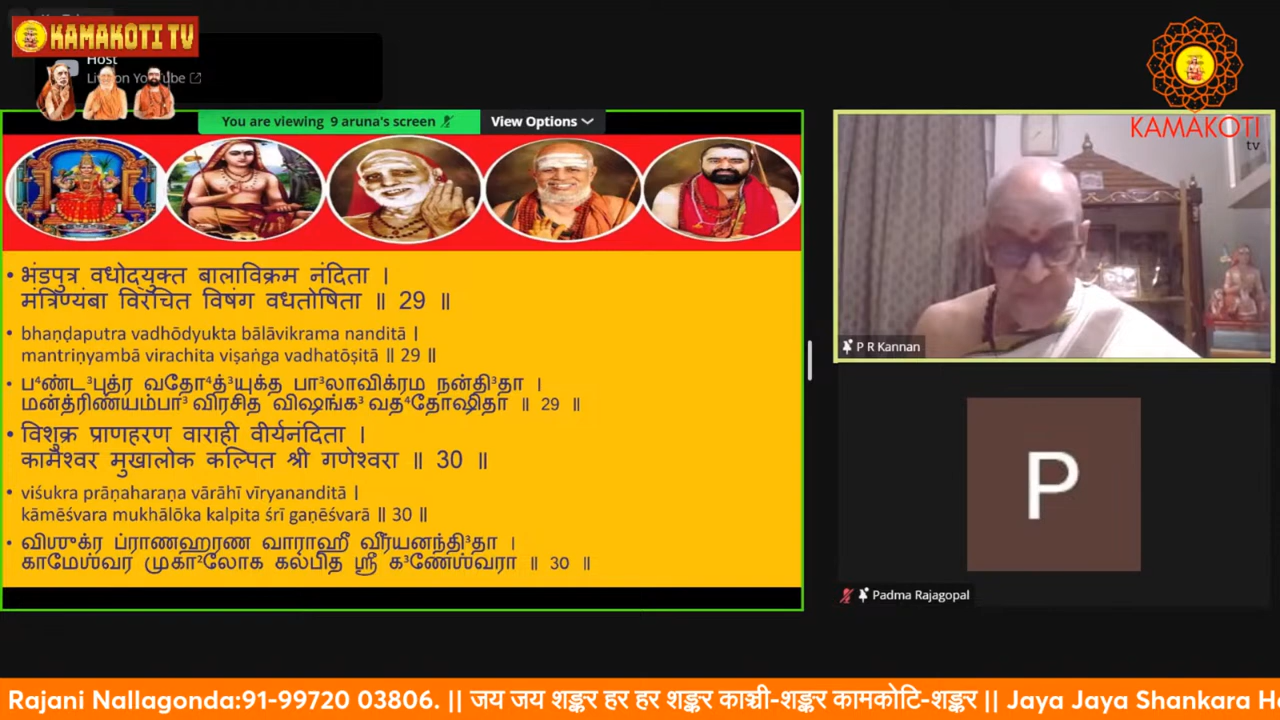 KAMAKOTI TV
Host
Live on YouTube
You are viewing 9 aruna's screen
View Options
KAMAKOTI
tv
• भंडपुत्र वधोद्युक्त बालाविक्रम नंदिता ।
मंत्रिण्यंबा विरचित विषंग वधतोषिता ॥ 29 ॥
• bhaṇḍaputra vadhōdyukta bālāvikrama nanditā |
mantriṇyambā virachita viṣaṅga vadhatōṣitā ॥ 29 ॥
• ப⁴ண்ட³புத்ர வதோ⁴த்³யுக்த பா³லாவிக்ரம நன்தி³தா ।
மன்த்ரிண்யம்பா³ விரசித விஷங்க³ வத⁴தோஷிதா ॥ 29 ॥
• विशुक्र प्राणहरण वाराही वीर्यनंदिता ।
कामेश्वर मुखालोक कल्पित श्री गणेश्वरा ॥ 30 ॥
• viśukra prāṇaharaṇa vārāhī vīryananditā |
kāmēśvara mukhālōka kalpita śrī gaṇēśvarā ॥ 30 ॥
• விஶுக்ர ப்ராணஹரண வாராஹீ வீர்யனந்தி³தா ।
காமேஶ்வர முகா²லோக கல்பித ஶ்ரீ க³ணேஶ்வரா ॥ 30 ॥
P R Kannan
P
Padma Rajagopal
Rajani Nallagonda:91-99720 03806. || जय जय शङ्कर हर हर शङ्कर काञ्ची-शङ्कर कामकोटि-शङ्कर || Jaya Jaya Shankara H